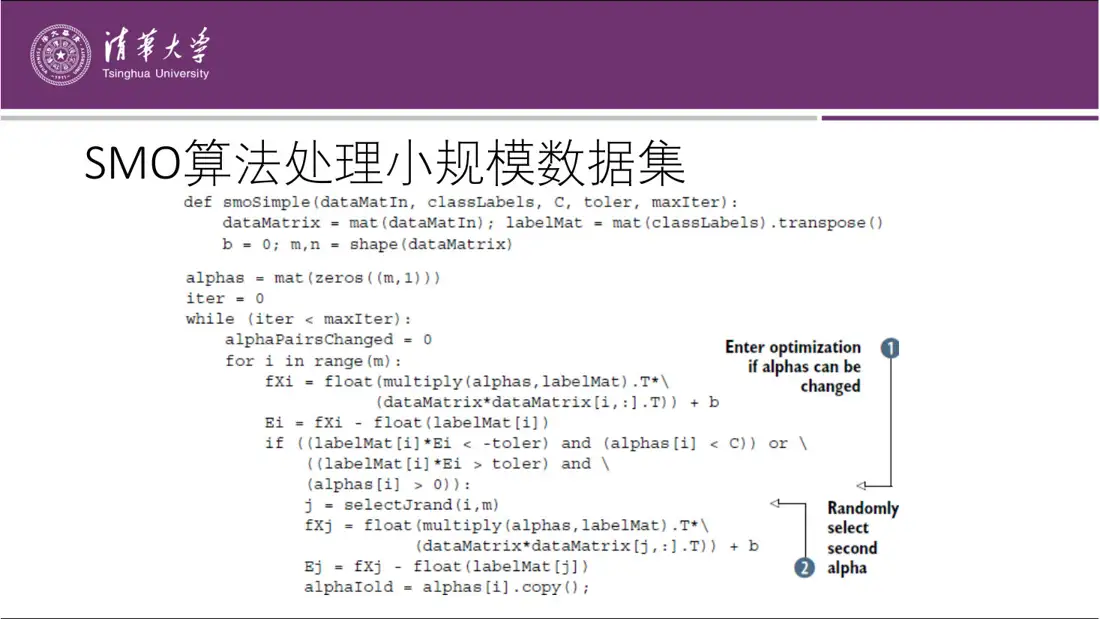 清华大学
Tsinghua University
SMO算法处理小规模数据集
def smoSimple(dataMatIn, classLabels, C, toler, maxIter):
    dataMatrix = mat(dataMatIn); labelMat = mat(classLabels).transpose()
    b = 0; m,n = shape(dataMatrix)
alphas = mat(zeros((m,1)))
iter = 0
while (iter < maxIter):
    alphaPairsChanged = 0
    for i in range(m):
        fXi = float(multiply(alphas,labelMat).T*\
                    (dataMatrix*dataMatrix[i,:].T)) + b
        Ei = fXi - float(labelMat[i])
        if ((labelMat[i]*Ei < -toler) and (alphas[i] < C)) or \
            ((labelMat[i]*Ei > toler) and \
            (alphas[i] > 0)):
            j = selectJrand(i,m)
            fXj = float(multiply(alphas,labelMat).T*\
                        (dataMatrix*dataMatrix[j,:].T)) + b
            Ej = fXj - float(labelMat[j])
            alphaIold = alphas[i].copy();
Enter optimization
if alphas can be
changed
1
Randomly
select
second
alpha
2